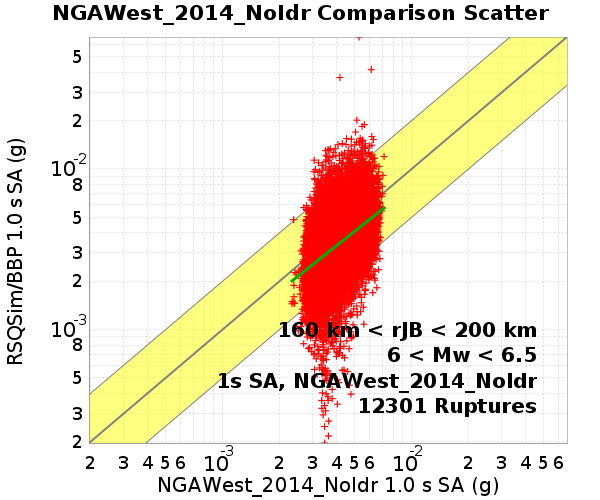 NGAWest_2014_NoIdr Comparison Scatter
RSQSim/BBP 1.0 s SA (g)
5
3
2
10^-2
8
5
3
2
10^-3
8
5
3
2
160 km < rJB < 200 km
6 < Mw < 6.5
1s SA, NGAWest_2014_NoIdr
12301 Ruptures
2 3 4 5 6 10^-3 2 3 4 5 6 10^-2 2 3 4 5 6
NGAWest_2014_NoIdr 1.0 s SA (g)